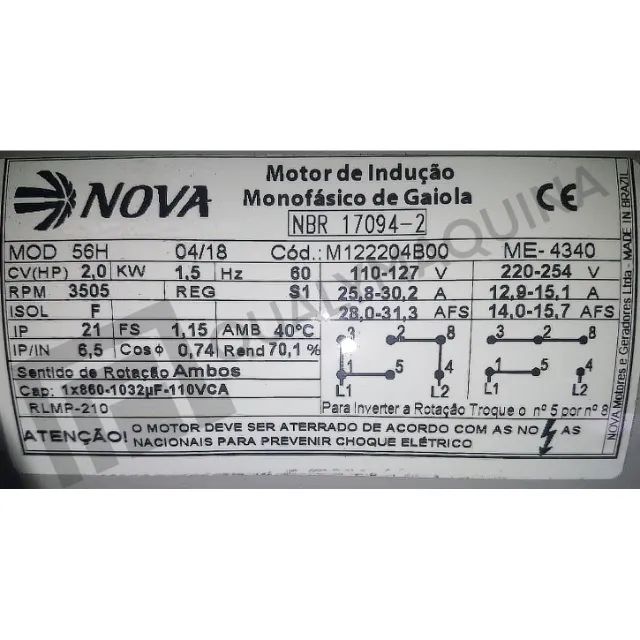 NOVA
Motor de Indução
Monofásico de Gaiola
NBR 17094-2
CE
MOD 56H 04/18 Cód.: M122204B00 ME-4340
CV(HP) 2,0 KW 1,5 Hz 60 110-127 V 220-254 V
RPM 3505 REG S1 25,8-30,2 A 12,9-15,1 A
ISOL F 28,0-31,3 AFS 14,0-15,7 AFS
IP 21 FS 1,15 AMB 40ºC
IP/IN 6,5 Cos ϕ 0,74 Rend 70,1%
Sentido de Rotação Ambos
Cap: 1x860-1032µF-110VCA
RLMP-210
3 2 8
1 5 4
L1 L2
3 2 8
1 5 4
L1 L2
Para Inverter a Rotação Troque o nº 5 por nº 8
ATENÇÃO! O MOTOR DEVE SER ATERRADO DE ACORDO COM AS NO AS
NACIONAIS PARA PREVENIR CHOQUE ELÉTRICO
NOVA Motores e Geradores Ltda - MADE IN BRAZIL
QUALYMAQUINA